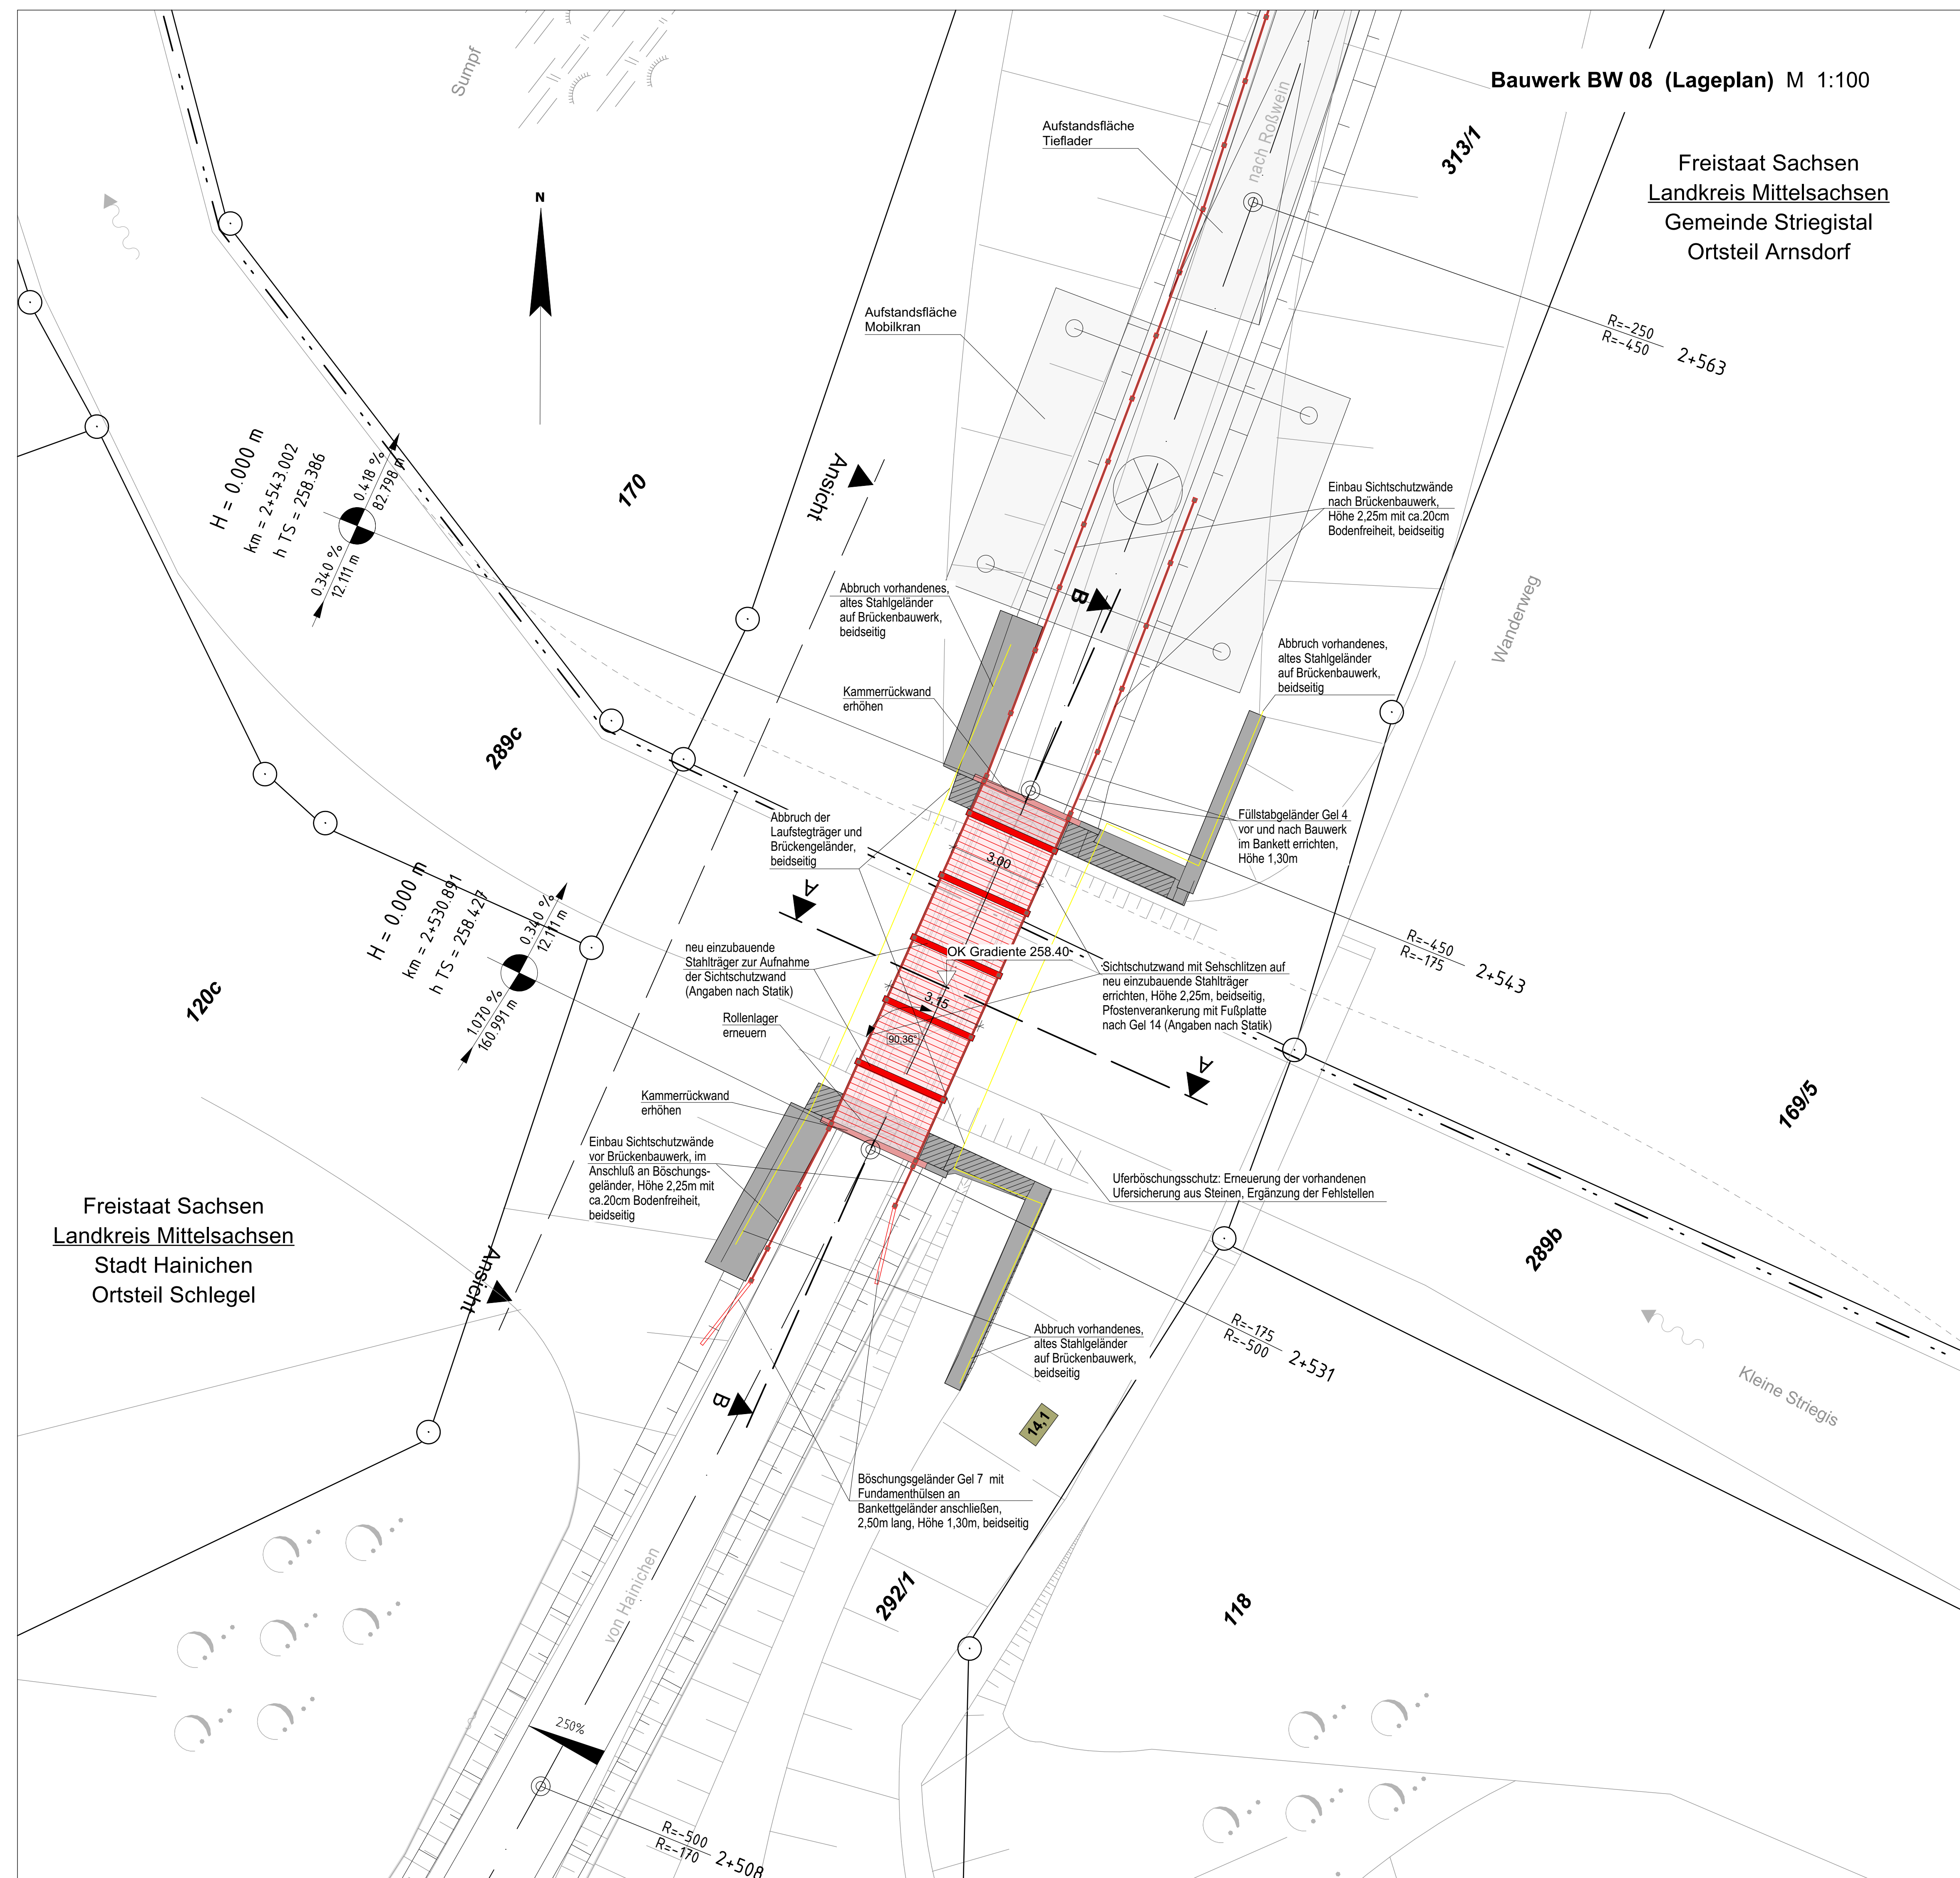 Bauwerk BW 08 (Lageplan) M 1:100
Freistaat Sachsen
Landkreis Mittelsachsen
Gemeinde Striegistal
Ortsteil Arnsdorf
Sumpf
nach Roßwein
313/1
Aufstandsfläche
Tieflader
N
Aufstandsfläche
Mobilkran
R=-250
R=-450
2+563
H = 0.000 m
km = 2+543.002
h TS = 258.386
0.418 %
82.798 m
0.340 %
12.111 m
170
Ansicht
Einbau Sichtschutzwände
nach Brückenbauwerk,
Höhe 2,25m mit ca.20cm
Bodenfreiheit, beidseitig
Abbruch vorhandenes,
altes Stahlgeländer
auf Brückenbauwerk,
beidseitig
B
Wanderweg
Abbruch vorhandenes,
altes Stahlgeländer
auf Brückenbauwerk,
beidseitig
Kammerrückwand
erhöhen
289c
Abbruch der
Laufstegträger und
Brückengeländer,
beidseitig
Füllstabgeländer Gel 4
vor und nach Bauwerk
im Bankett errichten,
Höhe 1,30m
3,00
A
H = 0.000 m
km = 2+530.891
h TS = 258.427
0.340 %
12.111 m
1.070 %
160.991 m
neu einzubauende
Stahlträger zur Aufnahme
der Sichtschutzwand
(Angaben nach Statik)
OK Gradiente 258.40
Sichtschutzwand mit Sehschlitzen auf
neu einzubauende Stahlträger
errichten, Höhe 2,25m, beidseitig,
Pfostenverankerung mit Fußplatte
nach Gel 14 (Angaben nach Statik)
R=-450
R=-175
2+543
120c
3,15
Rollenlager
erneuern
90,36°
A
Kammerrückwand
erhöhen
169/5
Einbau Sichtschutzwände
vor Brückenbauwerk, im
Anschluß an Böschungs-
geländer, Höhe 2,25m mit
ca.20cm Bodenfreiheit,
beidseitig
Uferböschungsschutz: Erneuerung der vorhandenen
Ufersicherung aus Steinen, Ergänzung der Fehlstellen
Freistaat Sachsen
Landkreis Mittelsachsen
Stadt Hainichen
Ortsteil Schlegel
289b
Ansicht
R=-175
R=-500
2+531
Abbruch vorhandenes,
altes Stahlgeländer
auf Brückenbauwerk,
beidseitig
Kleine Striegis
B
14,1
Böschungsgeländer Gel 7 mit
Fundamenthülsen an
Bankettgeländer anschließen,
2,50m lang, Höhe 1,30m, beidseitig
von Hainichen
292/1
118
2.50%
R=-500
R=-170
2+508